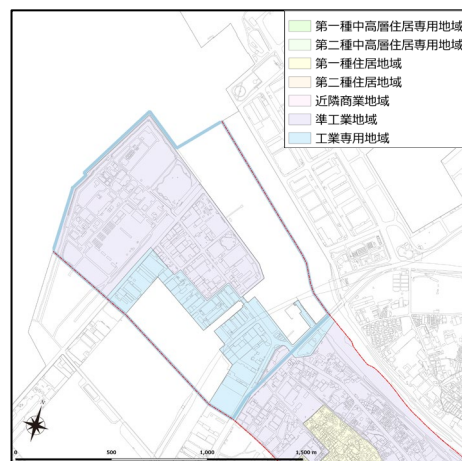 第一種中高層住居専用地域
第二種中高層住居専用地域
第一種住居地域
第二種住居地域
近隣商業地域
準工業地域
工業専用地域
N
0 500 1,000 1,500 m